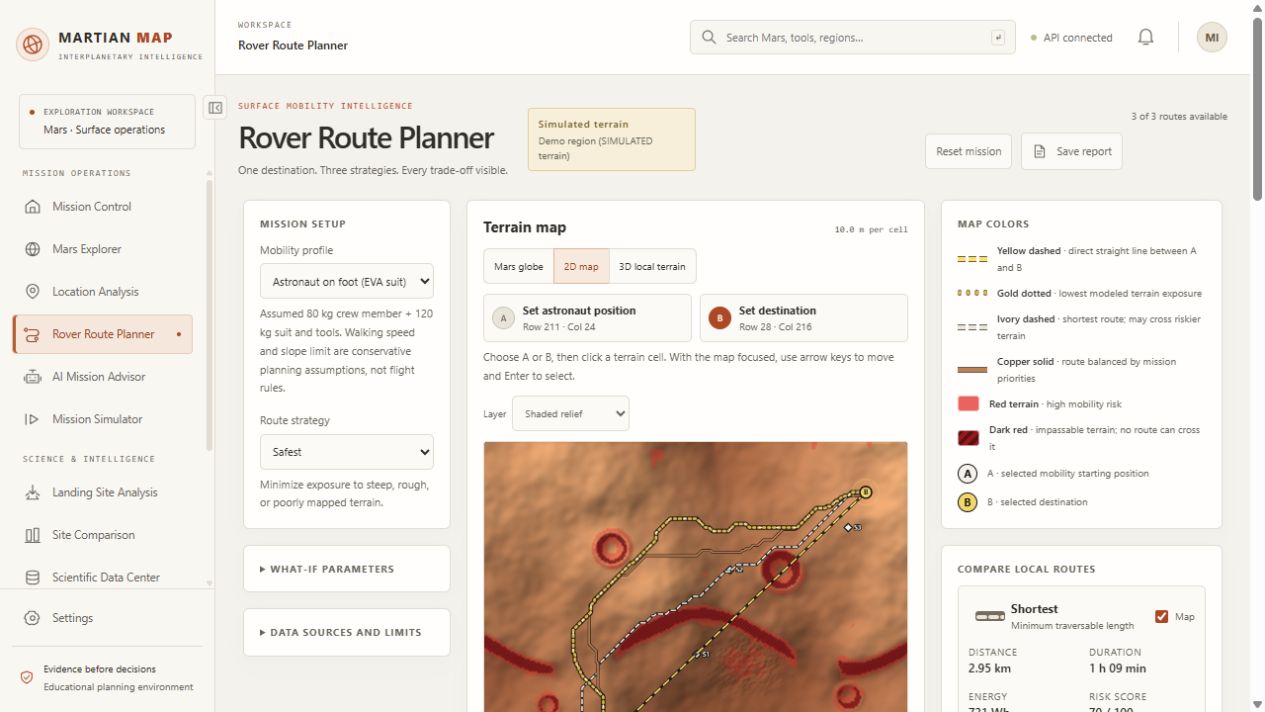 MARTIAN MAP
INTERPLANETARY INTELLIGENCE
EXPLORATION WORKSPACE
Mars · Surface operations
MISSION OPERATIONS
Mission Control
Mars Explorer
Location Analysis
Rover Route Planner
AI Mission Advisor
Mission Simulator
SCIENCE & INTELLIGENCE
Landing Site Analysis
Site Comparison
Scientific Data Center
Settings
Evidence before decisions
Educational planning environment
WORKSPACE
Rover Route Planner
Search Mars, tools, regions...
API connected
MI
SURFACE MOBILITY INTELLIGENCE
Rover Route Planner
One destination. Three strategies. Every trade-off visible.
Simulated terrain
Demo region (SIMULATED
terrain)
3 of 3 routes available
Reset mission
Save report
MISSION SETUP
Mobility profile
Astronaut on foot (EVA suit)
Assumed 80 kg crew member + 120
kg suit and tools. Walking speed
and slope limit are conservative
planning assumptions, not flight
rules.
Route strategy
Safest
Minimize exposure to steep, rough,
or poorly mapped terrain.
WHAT-IF PARAMETERS
DATA SOURCES AND LIMITS
Terrain map
10.0 m per cell
Mars globe
2D map
3D local terrain
A
Set astronaut position
Row 211 · Col 24
B
Set destination
Row 28 · Col 216
Choose A or B, then click a terrain cell. With the map focused, use arrow keys to move
and Enter to select.
Layer
Shaded relief
B
S3
S1
MAP COLORS
Yellow dashed · direct straight line between A
and B
Gold dotted · lowest modeled terrain exposure
Ivory dashed · shortest route; may cross riskier
terrain
Copper solid · route balanced by mission
priorities
Red terrain · high mobility risk
Dark red · impassable terrain; no route can cross
it
A
A · selected mobility starting position
B
B · selected destination
COMPARE LOCAL ROUTES
Shortest
Minimum traversable length
Map
DISTANCE
2.95 km
DURATION
1 h 09 min
ENERGY
RISK SCORE